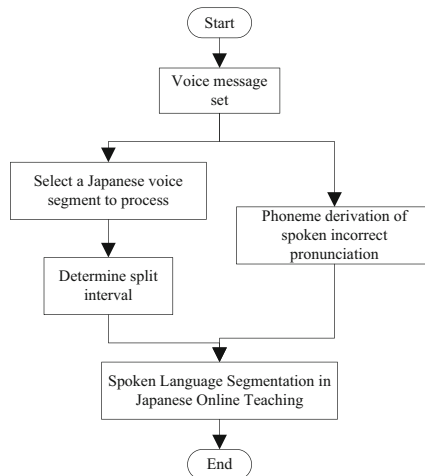 Start
Voice message
set
Select a Japanese voice
segment to process
Phoneme derivation of
spoken incorrect
pronunciation
Determine split
interval
Spoken Language Segmentation in
Japanese Online Teaching
End